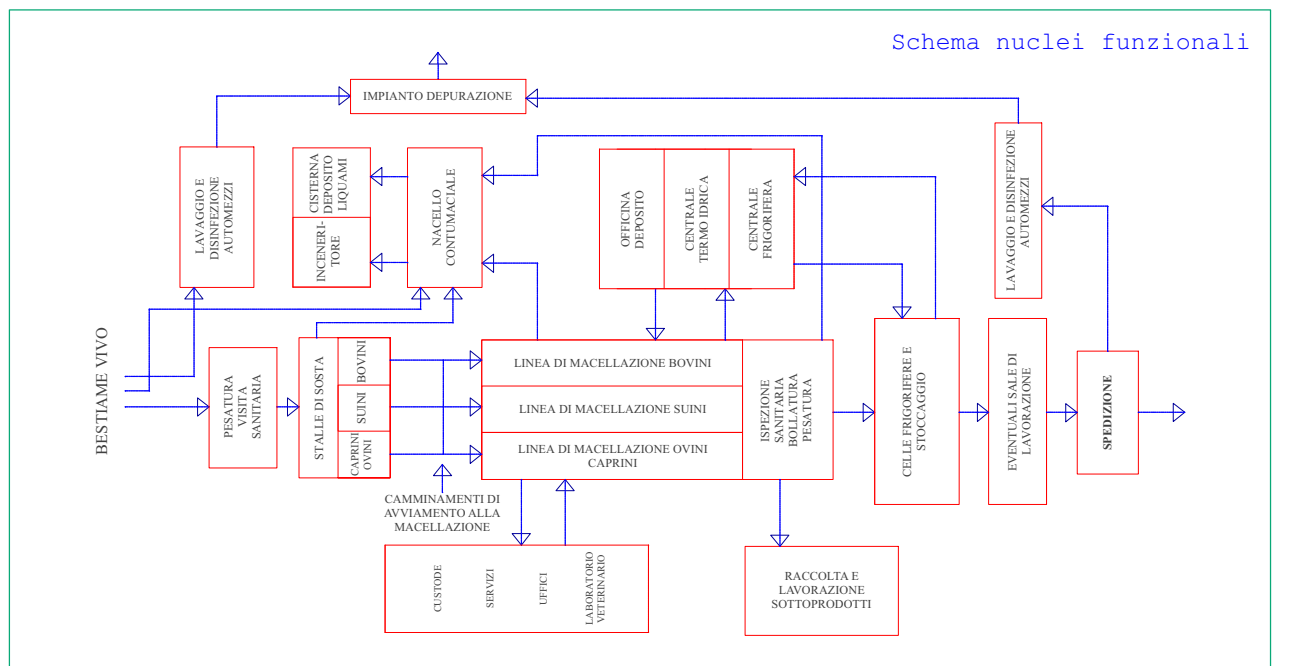 Schema nuclei funzionali
IMPIANTO DEPURAZIONE
LAVAGGIO E
DISINFEZIONE
AUTOMEZZI
CISTERNA
DEPOSITO
LIQUAMI
INCENERI-
TORE
NACELLO
CONTUMACIALE
OFFICINA
DEPOSITO
CENTRALE
TERMO IDRICA
CENTRALE
FRIGORIFERA
LAVAGGIO E DISINFEZIONE
AUTOMEZZI
BESTIAME VIVO
PESATURA
VISITA
SANITARIA
STALLE DI SOSTA
BOVINI
SUINI
CAPRINI
OVINI
LINEA DI MACELLAZIONE BOVINI
LINEA DI MACELLAZIONE SUINI
LINEA DI MACELLAZIONE OVINI
CAPRINI
ISPEZIONE
SANITARIA
BOLLATURA
PESATURA
CELLE FRIGORIFERE E
STOCCAGGIO
EVENTUALI SALE DI
LAVORAZIONE
SPEDIZIONE
CAMMINAMENTI DI
AVVIAMENTO ALLA
MACELLAZIONE
CUSTODE
SERVIZI
UFFICI
LABORATORIO
VETERINARIO
RACCOLTA E
LAVORAZIONE
SOTTOPRODOTTI